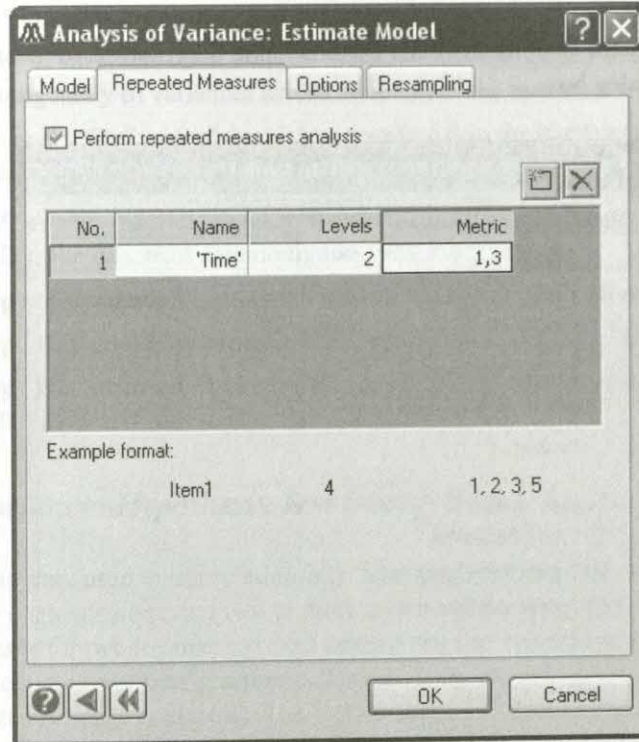 Analysis of Variance: Estimate Model
Model Repeated Measures Options Resampling
Perform repeated measures analysis
No. Name Levels Metric
1 'Time' 2 1,3
Example format:
Item1 4 1, 2, 3, 5
OK Cancel